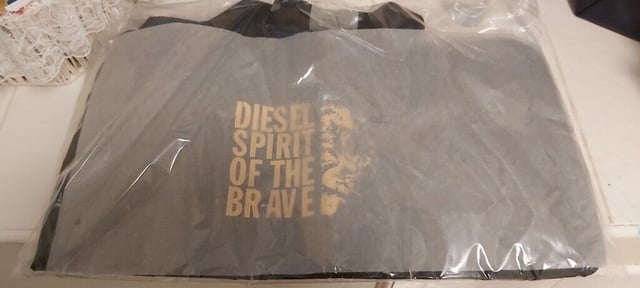 DIESEL
SPIRIT
OF THE
BRAVE